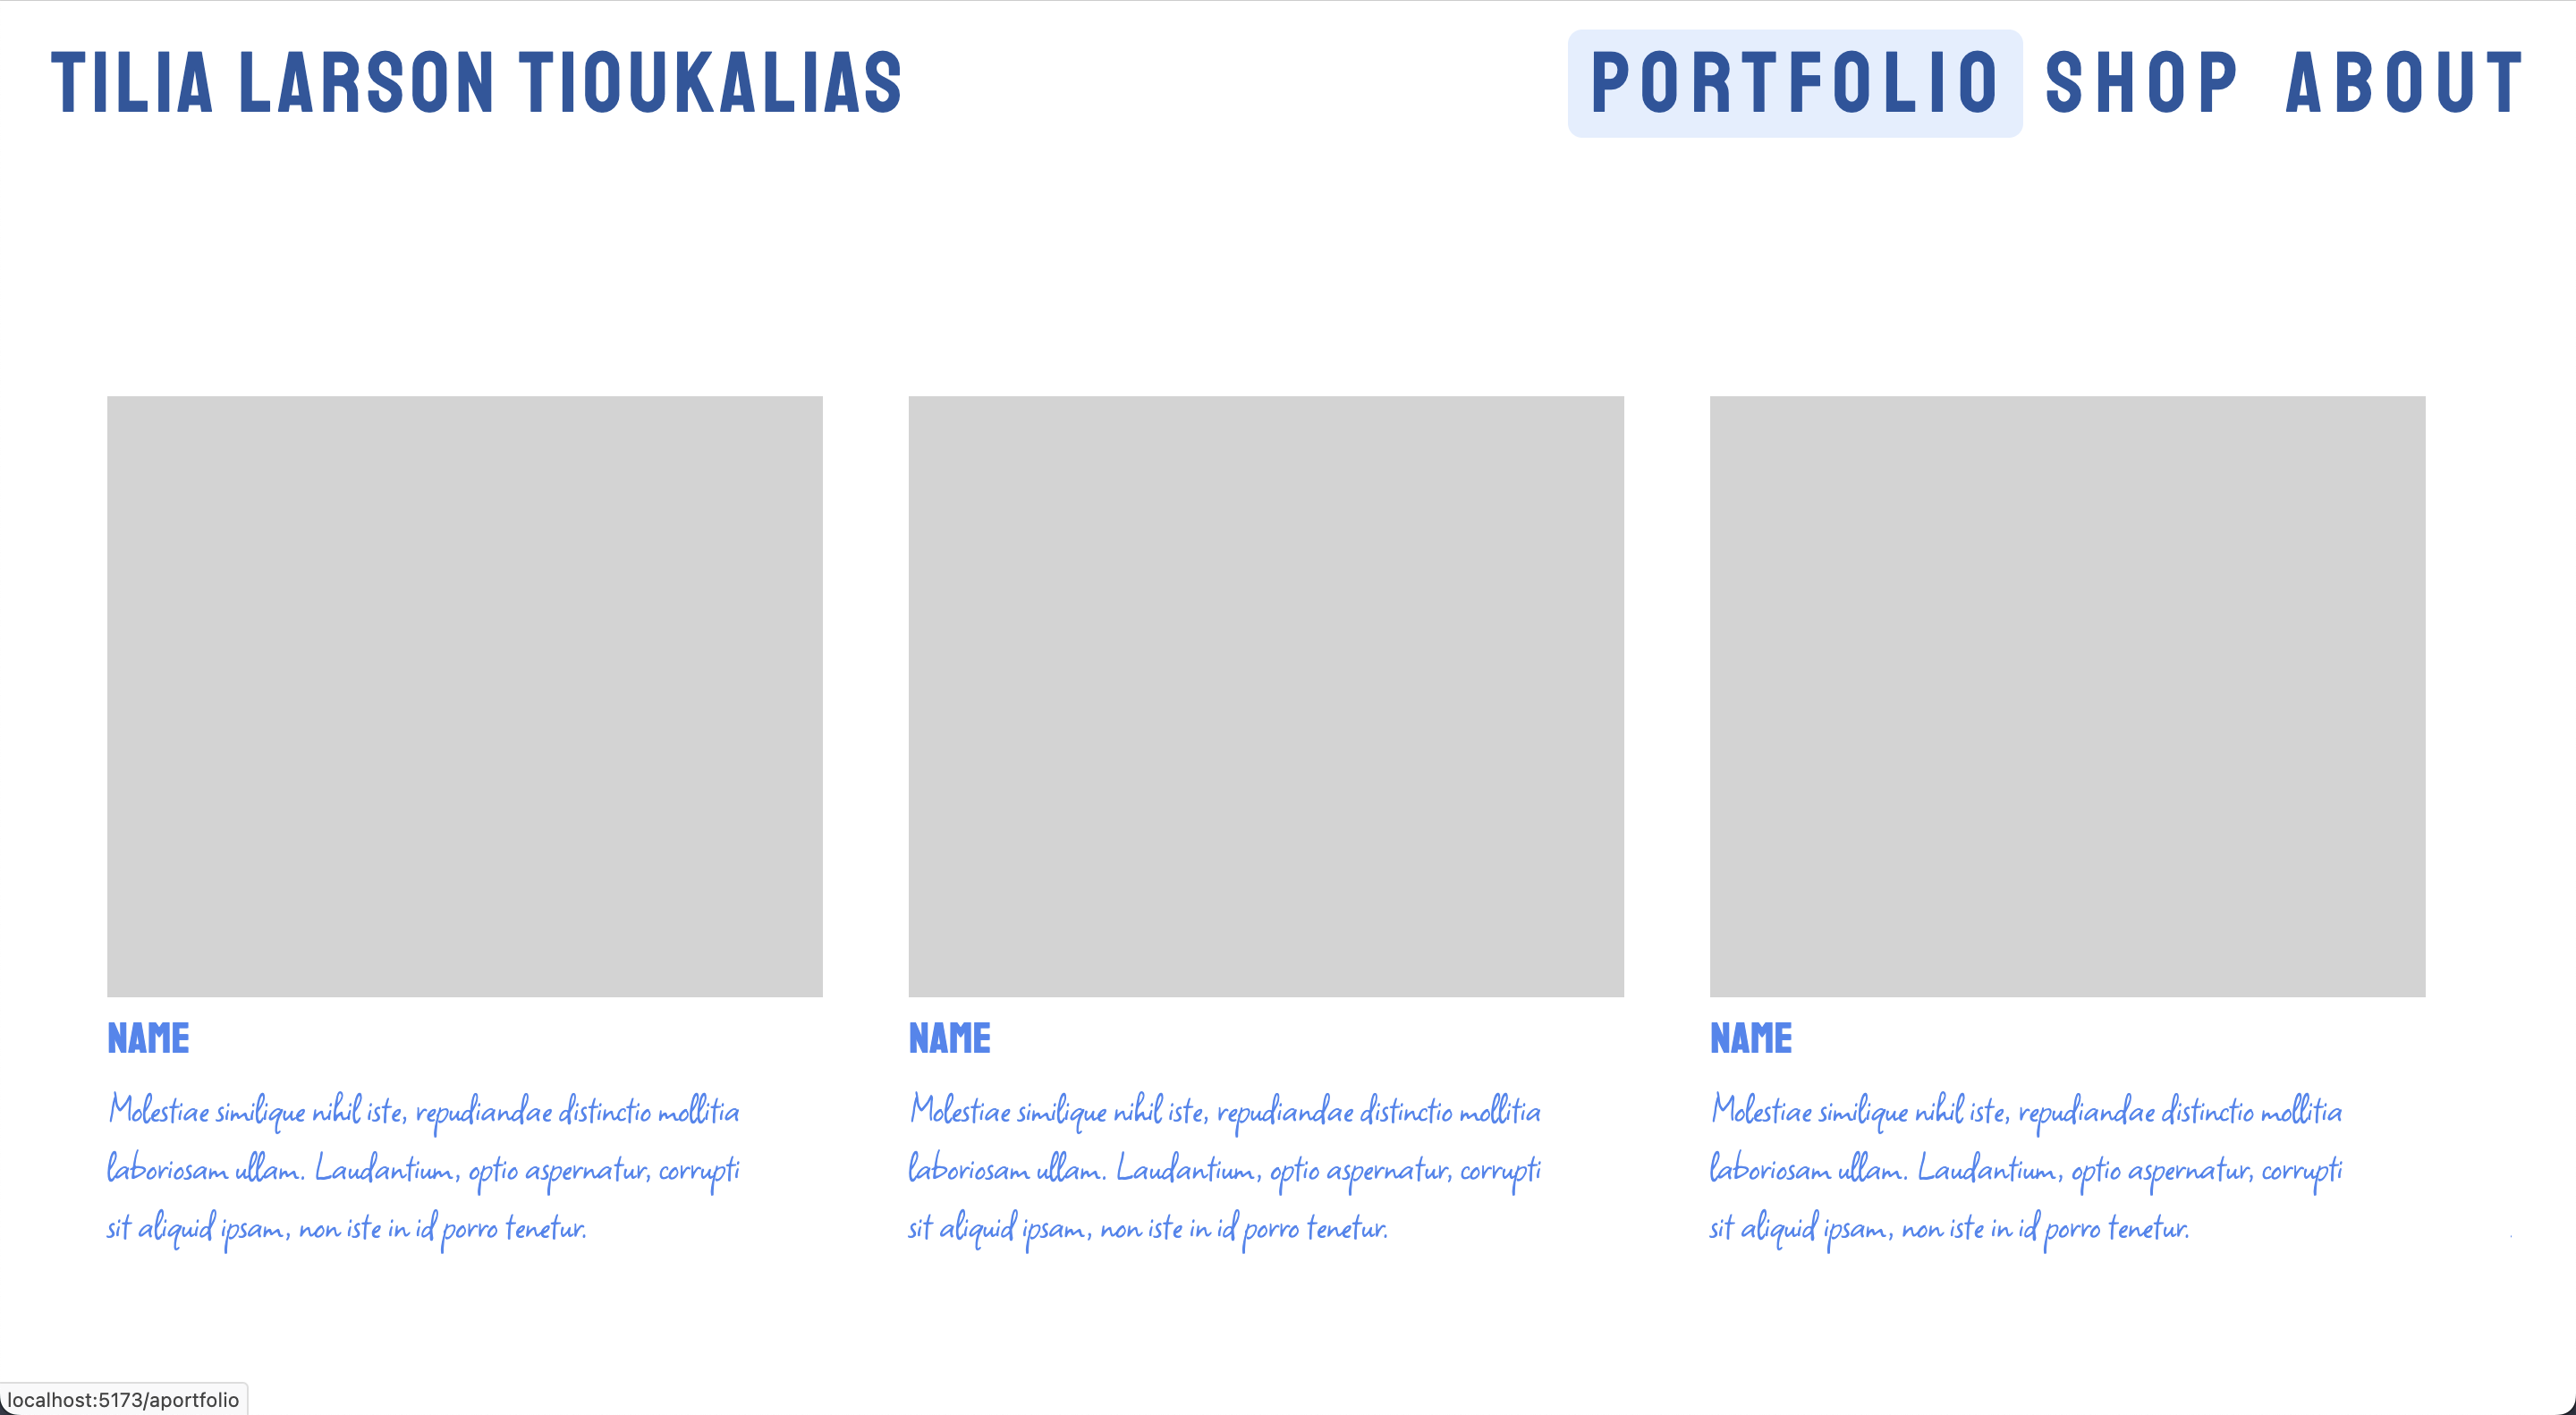 TILIA LARSON TIOUKALIAS
PORTFOLIO SHOP ABOUT
NAME
Molestiae similique nihil iste, repudiandae distinctio mollitia
laboriosam ullam. Laudantium, optio aspernatur, corrupti
sit aliquid ipsam, non iste in id porro tenetur.
NAME
Molestiae similique nihil iste, repudiandae distinctio mollitia
laboriosam ullam. Laudantium, optio aspernatur, corrupti
sit aliquid ipsam, non iste in id porro tenetur.
NAME
Molestiae similique nihil iste, repudiandae distinctio mollitia
laboriosam ullam. Laudantium, optio aspernatur, corrupti
sit aliquid ipsam, non iste in id porro tenetur.
localhost:5173/aportfolio